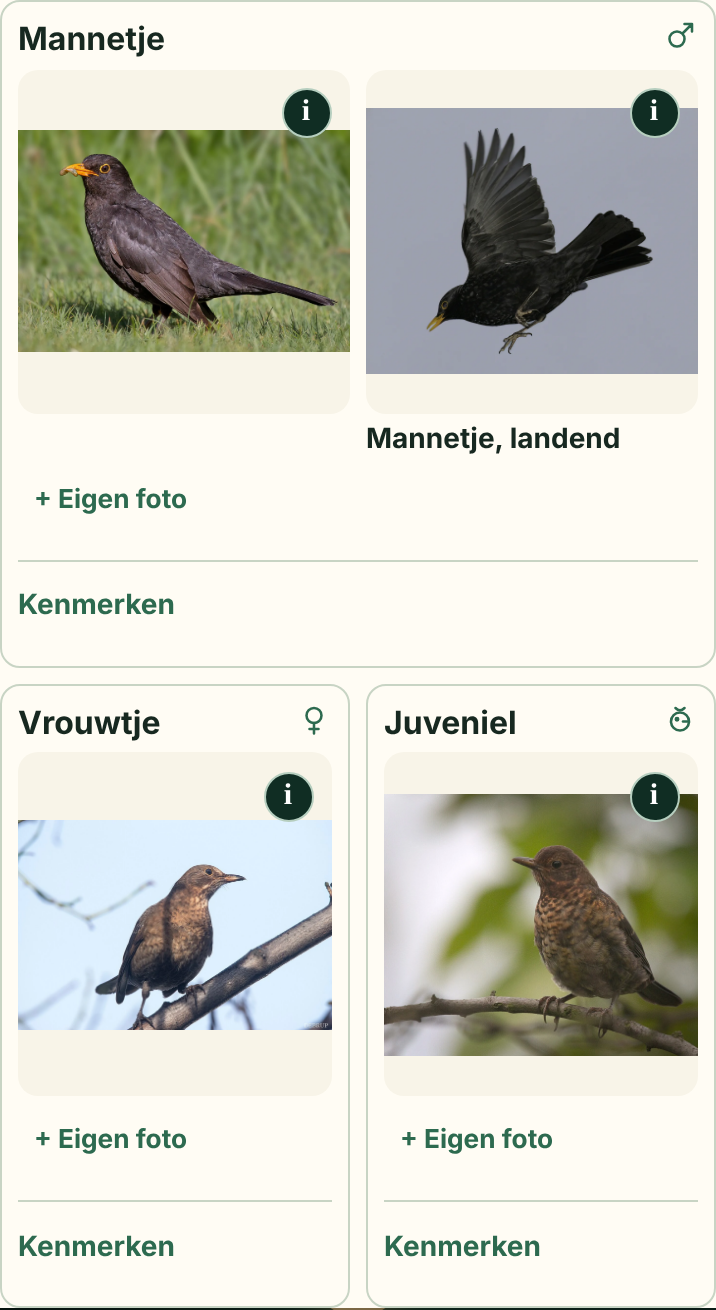 Mannetje
i
i
Mannetje, landend
+ Eigen foto
Kenmerken
Vrouwtje
Juveniel
i
i
+ Eigen foto
+ Eigen foto
Kenmerken
Kenmerken